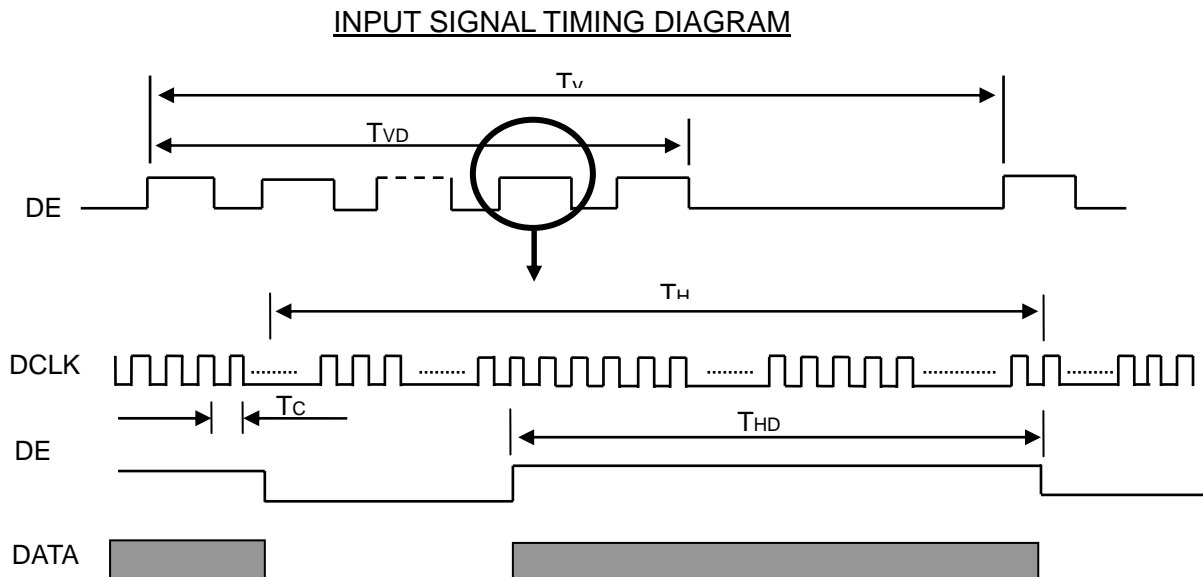 INPUT SIGNAL TIMING DIAGRAM
Tv
TVD
DE
TH
DCLK
TC
THD
DE
DATA